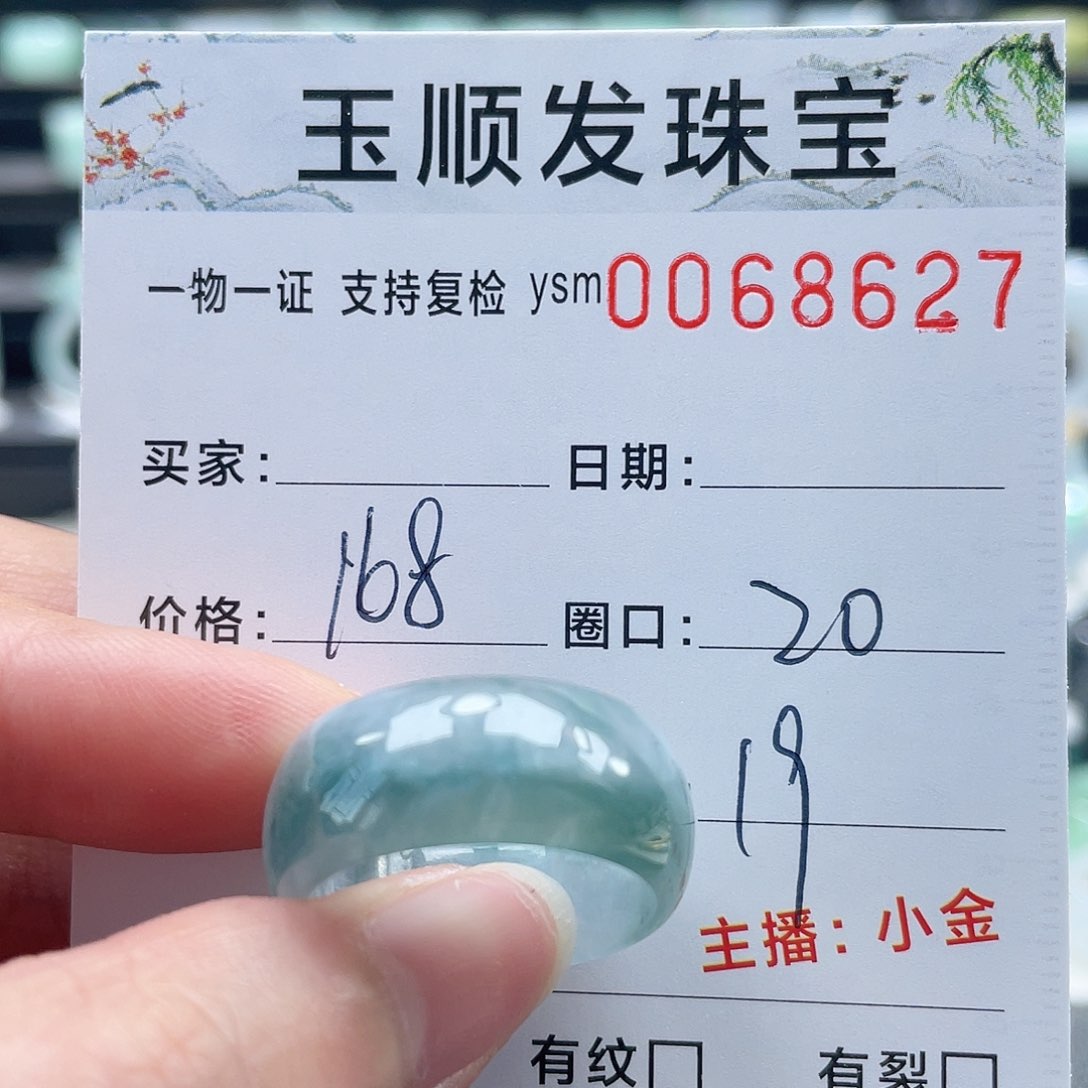 玉顺发珠宝
一物一证 支持复检 ysm0068627
买家: 日期:
价格: 168 圈口: 20
19
主播: 小金
有纹□ 有裂□